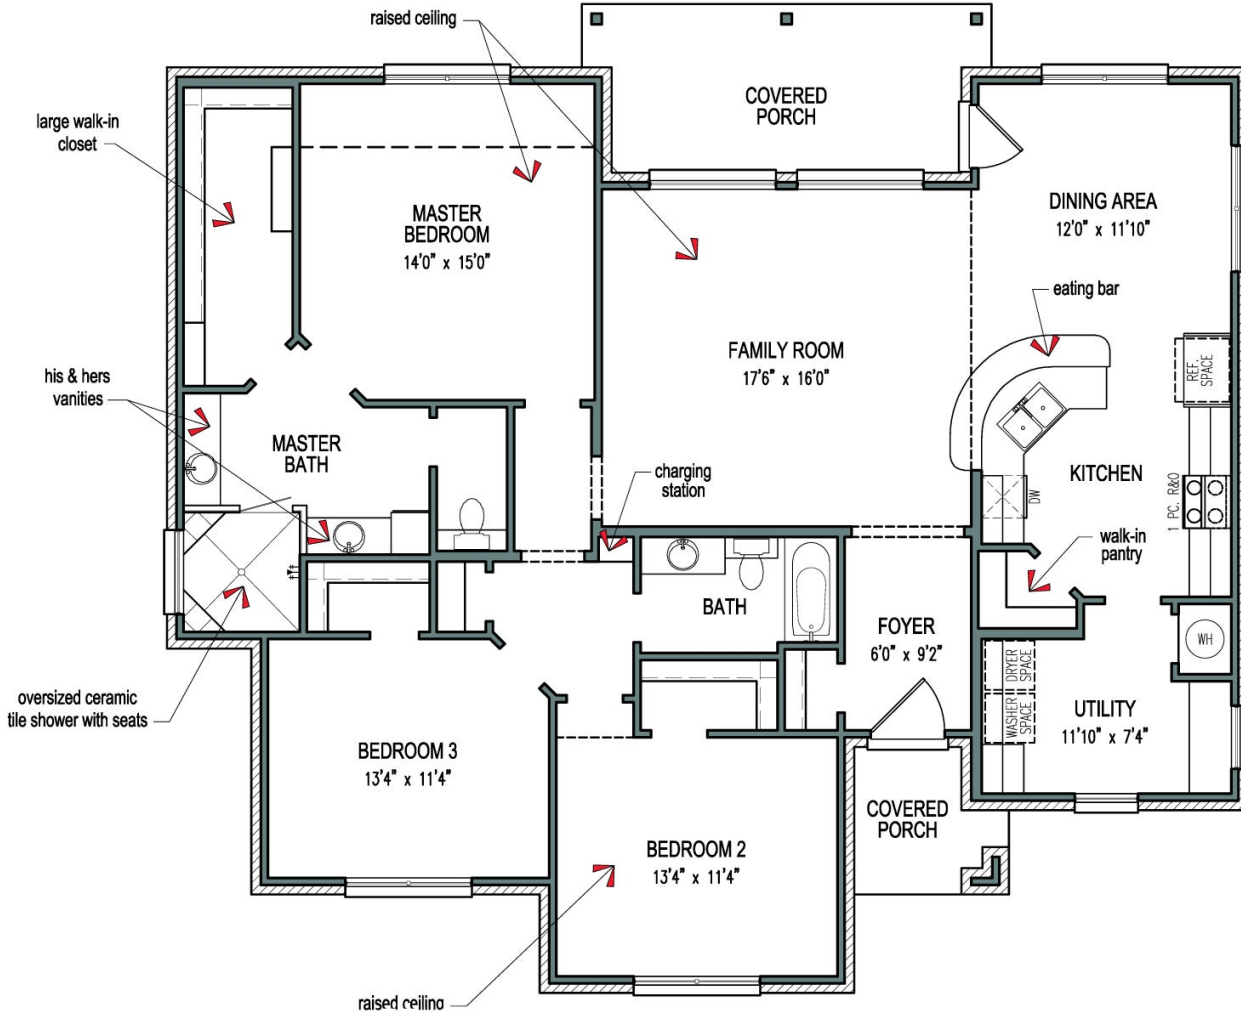 raised ceiling
large walk-in
closet
COVERED
PORCH
MASTER
BEDROOM
14'0" x 15'0"
DINING AREA
12'0" x 11'10"
eating bar
FAMILY ROOM
17'6" x 16'0"
REF.
SPACE
his & hers
vanities
MASTER
BATH
charging
station
KITCHEN
DW
1 PC. R&O
walk-in
pantry
BATH
FOYER
6'0" x 9'2"
WH
oversized ceramic
tile shower with seats
DRYER
SPACE
WASHER
SPACE
UTILITY
11'10" x 7'4"
BEDROOM 3
13'4" x 11'4"
COVERED
PORCH
BEDROOM 2
13'4" x 11'4"
raised ceiling